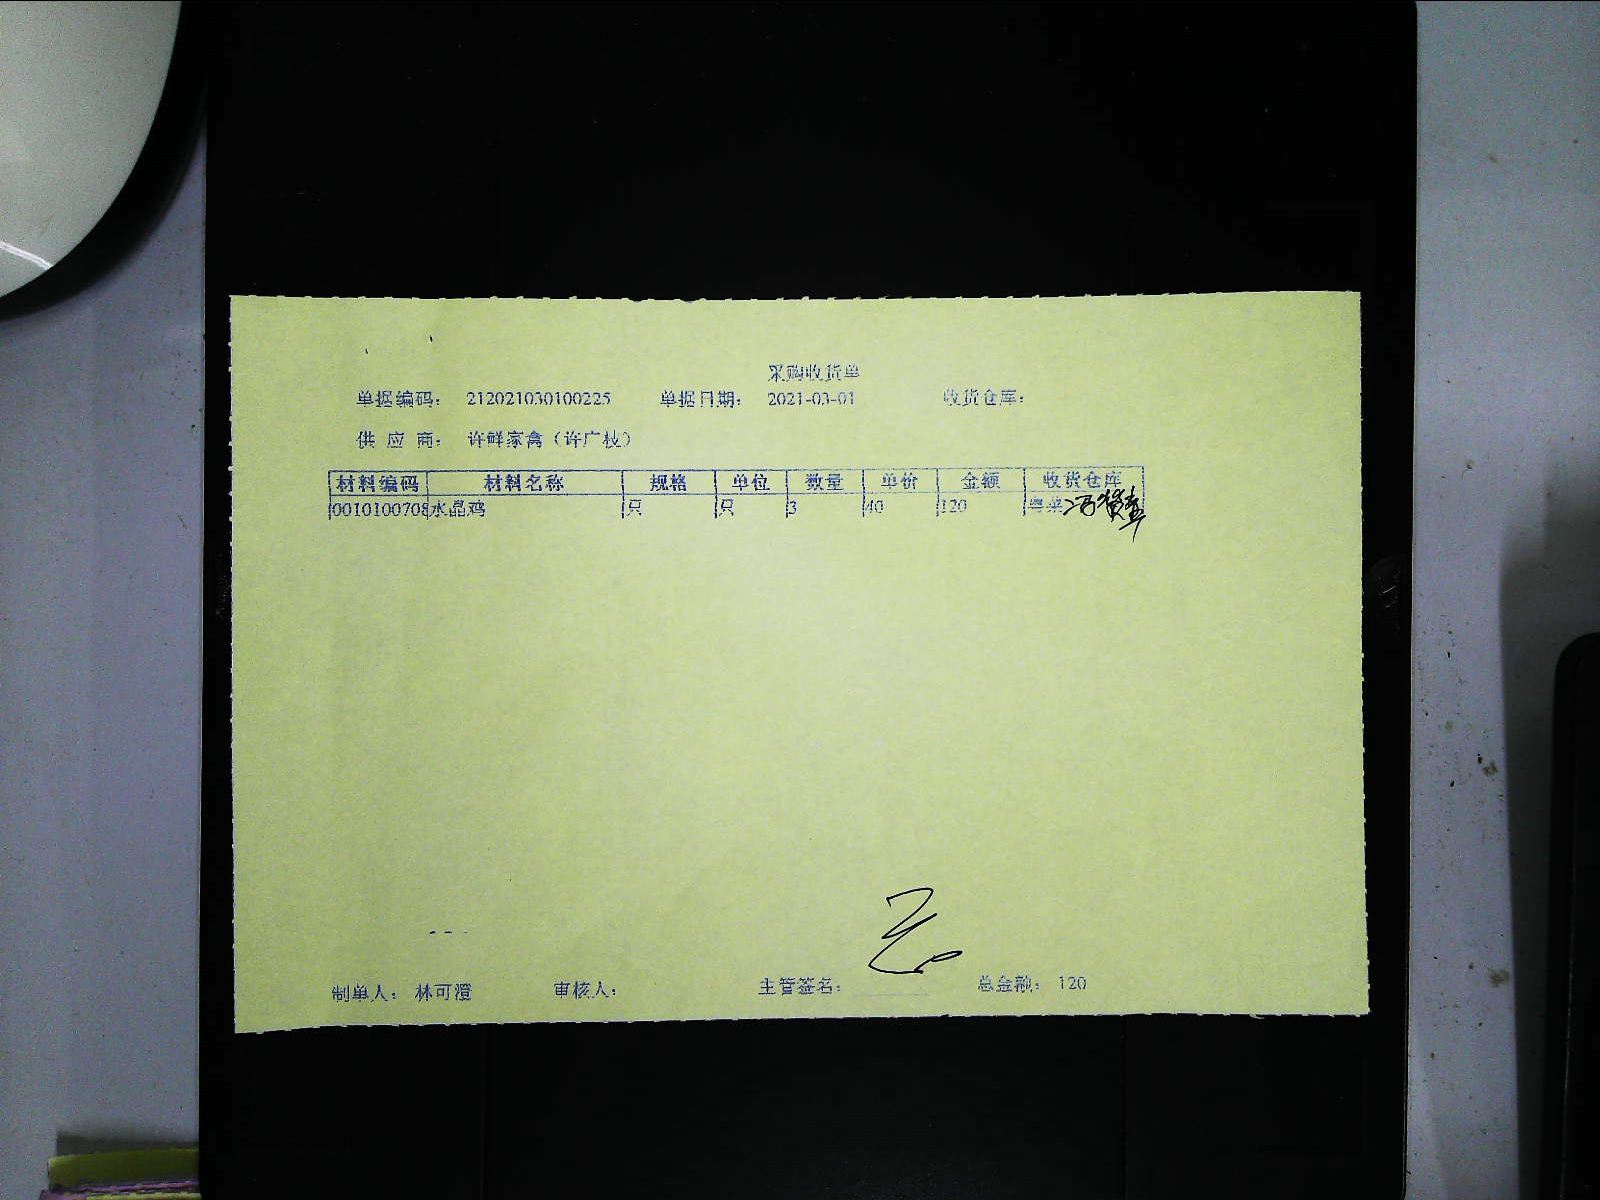 采购收货单
单据编码： 212021030100225 单据日期： 2021-03-01 收货仓库：
供 应 商： 许鲜家禽（许广枝）
材料编码 材料名称 规格 单位 数量 单价 金额 收货仓库
0010100708 水晶鸡 只 只 3 40 120 粤菜
制单人： 林可澄 审核人： 主管签名： 总金额： 120